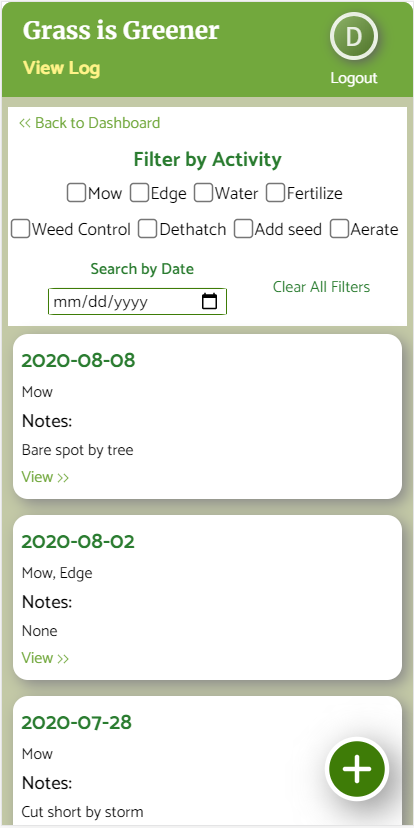 Grass is Greener
D
View Log
Logout
<< Back to Dashboard
Filter by Activity
Mow Edge Water Fertilize
Weed Control Dethatch Add seed Aerate
Search by Date
mm/dd/yyyy
Clear All Filters
2020-08-08
Mow
Notes:
Bare spot by tree
View >>
2020-08-02
Mow, Edge
Notes:
None
View >>
2020-07-28
Mow
Notes:
Cut short by storm